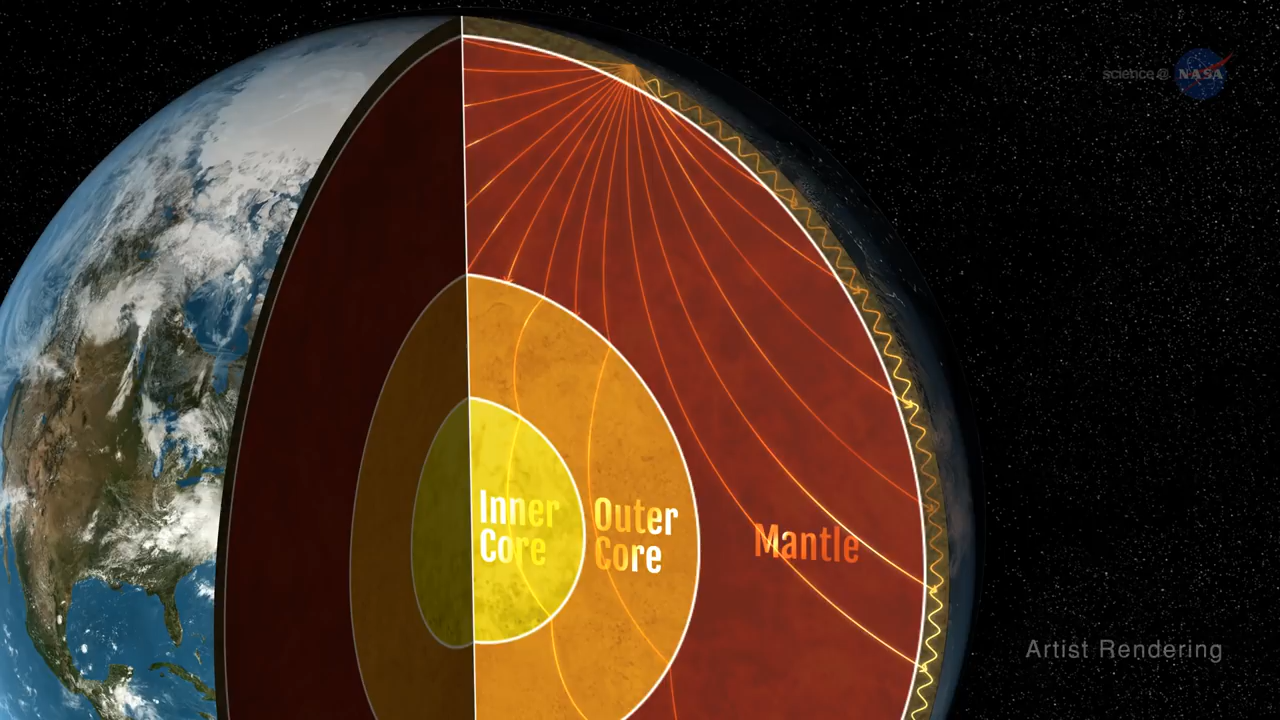 science@ NASA
Inner
Core
Outer
Core
Mantle
Artist Rendering